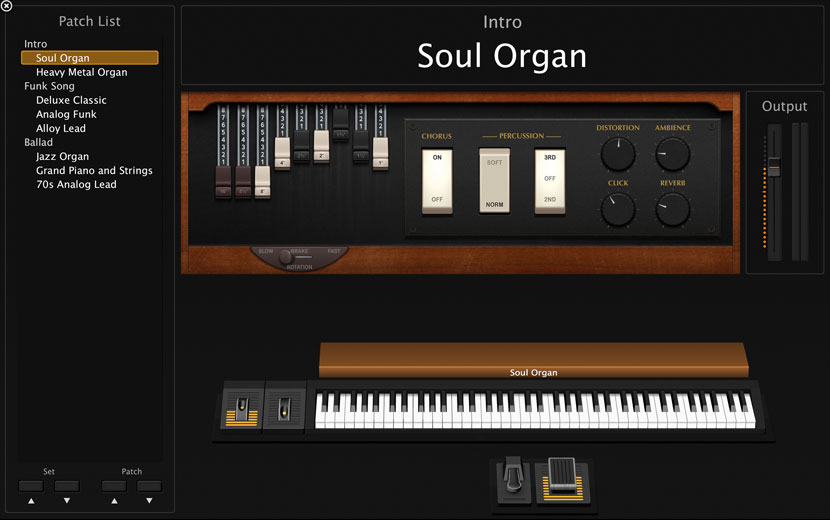 Patch List
Intro
Soul Organ
Heavy Metal Organ
Funk Song
Deluxe Classic
Analog Funk
Alloy Lead
Ballad
Jazz Organ
Grand Piano and Strings
70s Analog Lead
Set
Patch
Intro
Soul Organ
CHORUS
ON
OFF
PERCUSSION
SOFT
NORM
3RD
OFF
2ND
DISTORTION
AMBIENCE
CLICK
REVERB
SLOW
BRAKE
FAST
ROTATION
Output
Soul Organ